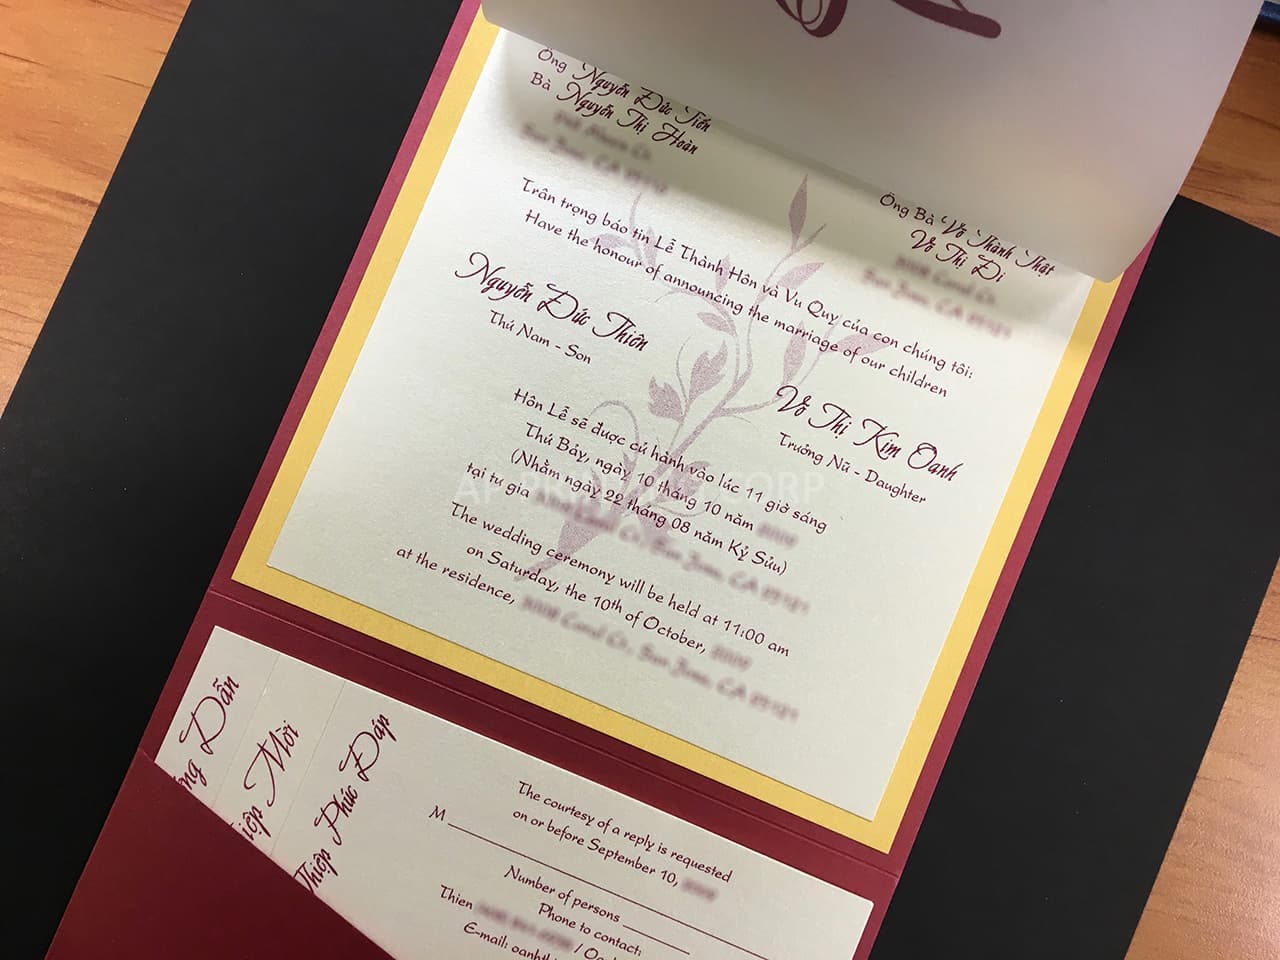 Ông Nguyễn Đức Tiến
Bà Nguyễn Thị Hoàn
Ông Bà Võ Thành Thật
Võ Thị Đi
Trân trọng báo tin Lễ Thành Hôn và Vu Quy của con chúng tôi:
Have the honour of announcing the marriage of our children
Nguyễn Đức Thiên
Thứ Nam - Son
Võ Thị Kim Oanh
Trưởng Nữ - Daughter
Hôn Lễ sẽ được cử hành vào lúc 11 giờ sáng
Thứ Bảy, ngày 10 tháng 10 năm
(Nhằm ngày 22 tháng 08 năm Kỷ Sửu)
tại tư gia
The wedding ceremony will be held at 11:00 am
on Saturday, the 10th of October,
at the residence,
Dẫn
Mời
Thiệp Phúc Đáp
The courtesy of a reply is requested
on or before September 10,
M
Number of persons
Phone to contact:
Thien
E-mail: